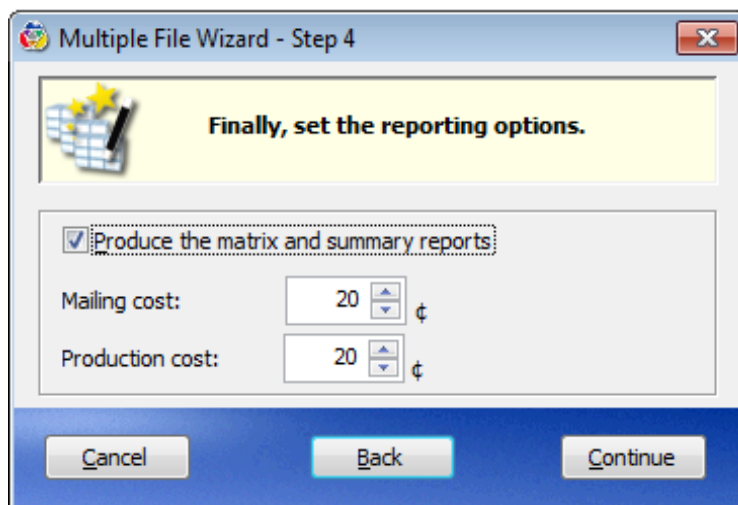 Multiple File Wizard - Step 4
Finally, set the reporting options.
Produce the matrix and summary reports
Mailing cost: 20 ¢
Production cost: 20 ¢
Cancel Back Continue